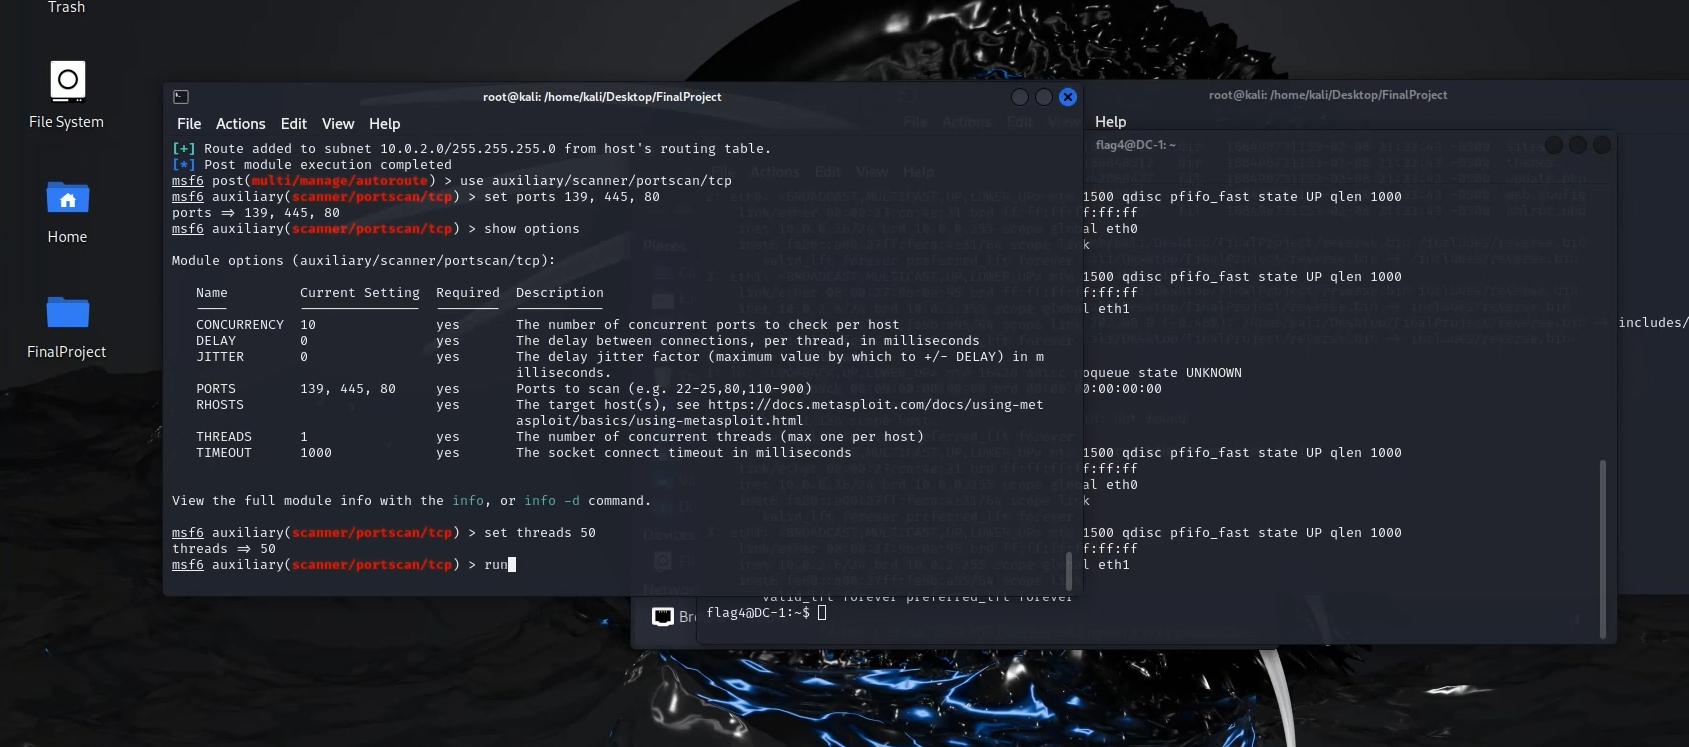 Trash
File System
Home
FinalProject
root@kali: /home/kali/Desktop/FinalProject
File Actions Edit View Help
[+] Route added to subnet 10.0.2.0/255.255.255.0 from host's routing table.
[*] Post module execution completed
msf6 post(multi/manage/autoroute) > use auxiliary/scanner/portscan/tcp
msf6 auxiliary(scanner/portscan/tcp) > set ports 139, 445, 80
ports => 139, 445, 80
msf6 auxiliary(scanner/portscan/tcp) > show options
Module options (auxiliary/scanner/portscan/tcp):
Name Current Setting Required Description
CONCURRENCY 10 yes The number of concurrent ports to check per host
DELAY 0 yes The delay between connections, per thread, in milliseconds
JITTER 0 yes The delay jitter factor (maximum value by which to +/- DELAY) in m
illiseconds.
PORTS 139, 445, 80 yes Ports to scan (e.g. 22-25,80,110-900)
RHOSTS yes The target host(s), see https://docs.metasploit.com/docs/using-met
asploit/basics/using-metasploit.html
THREADS 1 yes The number of concurrent threads (max one per host)
TIMEOUT 1000 yes The socket connect timeout in milliseconds
View the full module info with the info, or info -d command.
msf6 auxiliary(scanner/portscan/tcp) > set threads 50
threads => 50
msf6 auxiliary(scanner/portscan/tcp) > run
root@kali: /home/kali/Desktop/FinalProject
Help
includes/
flag4@DC-1: ~
1500 qdisc pfifo_fast state UP qlen 1000
f:ff:ff
al eth0
k
1500 qdisc pfifo_fast state UP qlen 1000
f:ff:ff
l eth1
oqueue state UNKNOWN
0:00:00:00
1500 qdisc pfifo_fast state UP qlen 1000
f:ff:ff
al eth0
k
1500 qdisc pfifo_fast state UP qlen 1000
f:ff:ff
l eth1
valid_lft forever preferred_lft forever
flag4@DC-1:~$